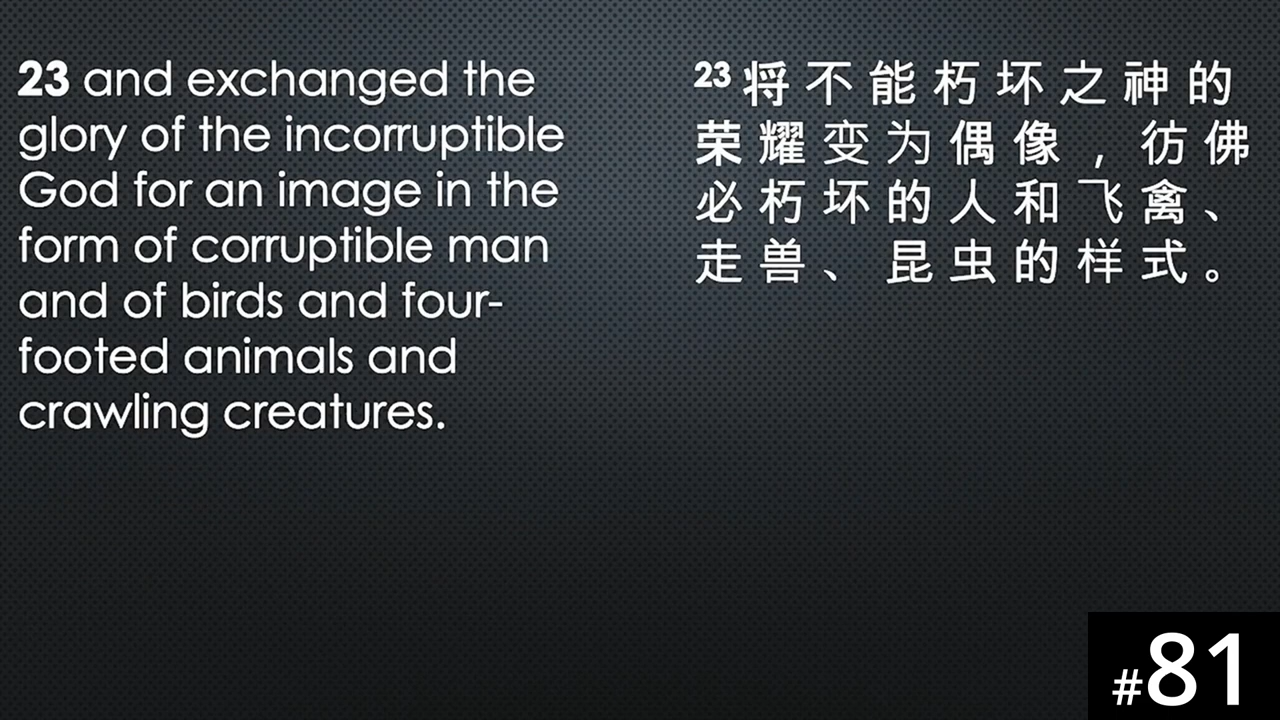 23 and exchanged the
glory of the incorruptible
God for an image in the
form of corruptible man
and of birds and four-
footed animals and
crawling creatures.
23 将不能朽坏之神的
荣耀变为偶像，彷佛
必朽坏的人和飞禽、
走兽、昆虫的样式。
#81